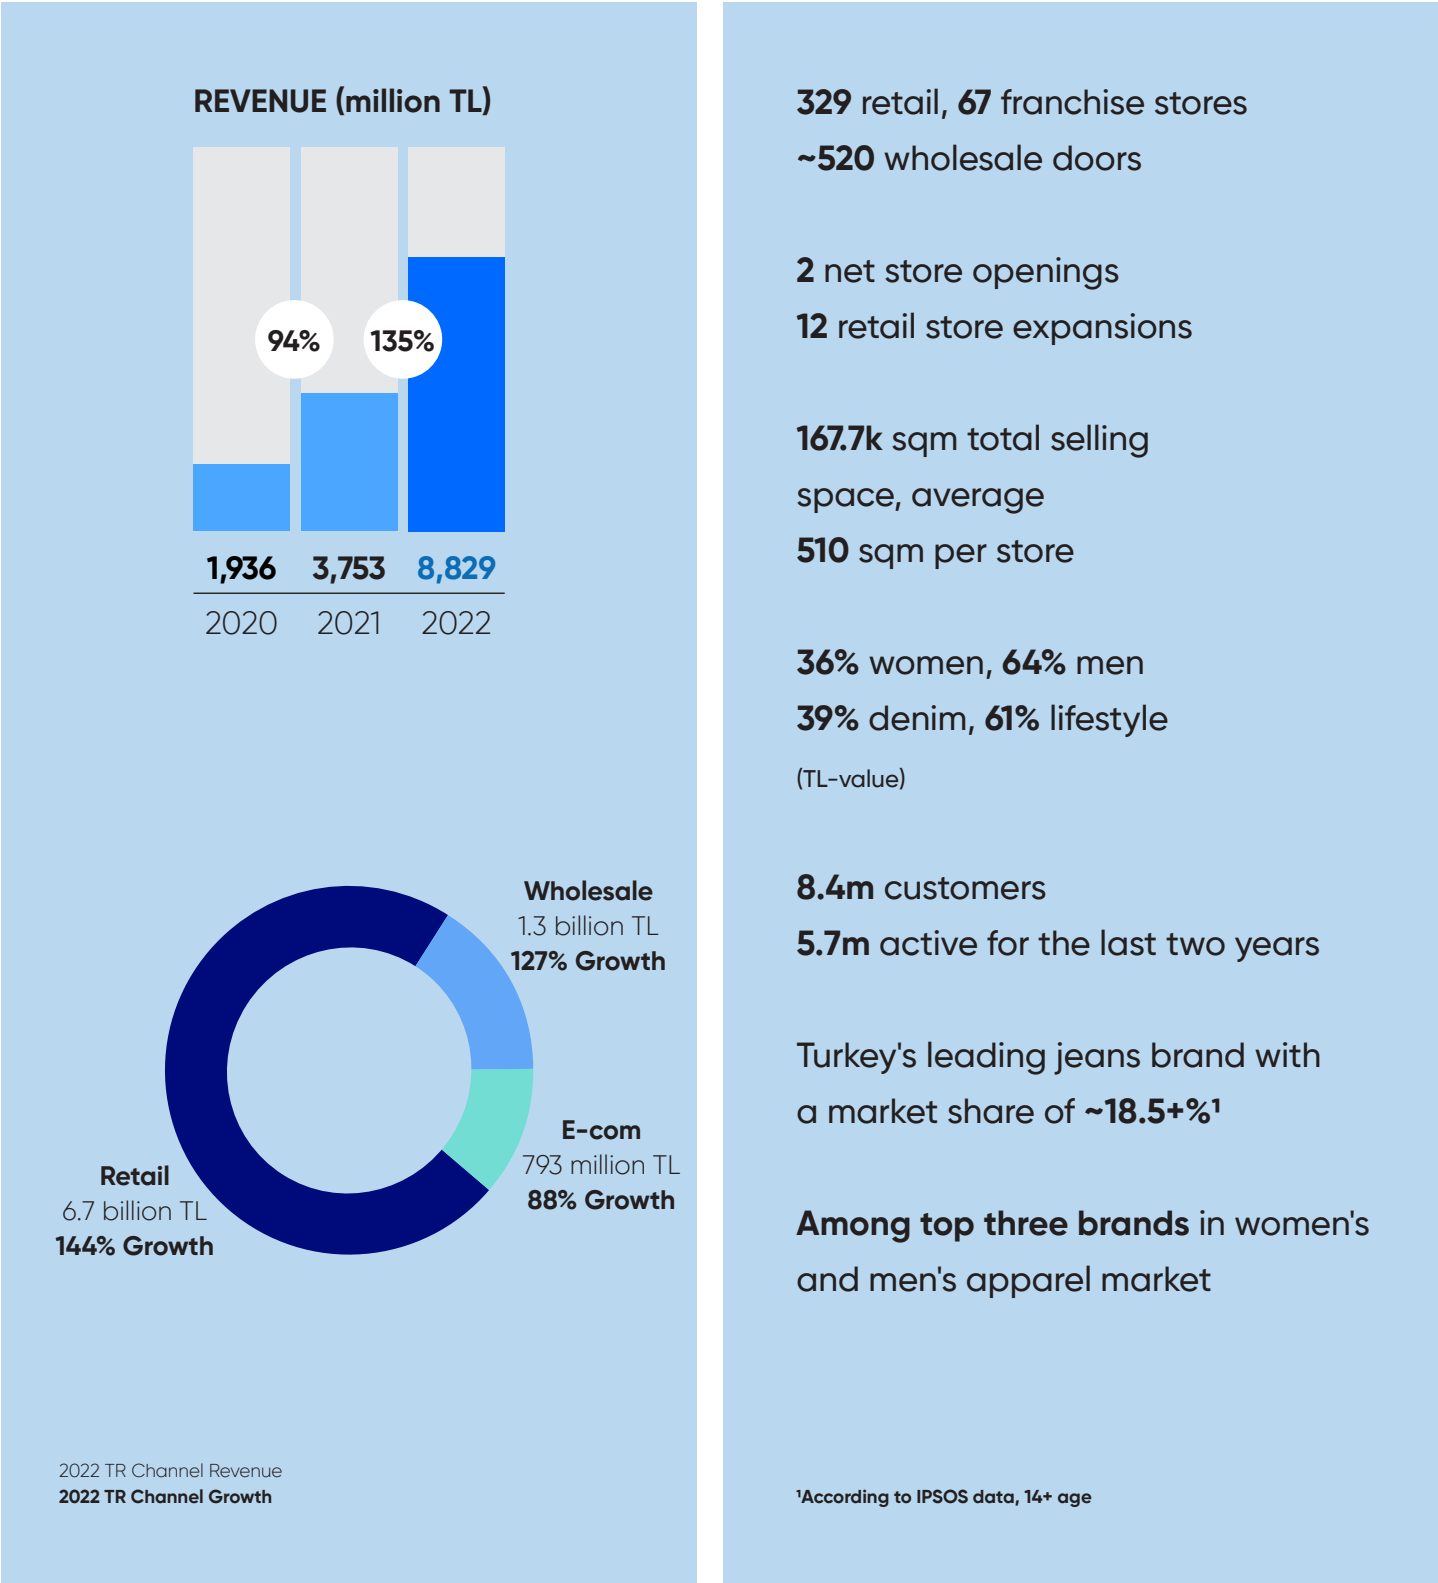 REVENUE (million TL)
94%
135%
1,936 3,753 8,829
2020 2021 2022
Wholesale
1.3 billion TL
127% Growth
E-com
793 million TL
88% Growth
Retail
6.7 billion TL
144% Growth
2022 TR Channel Revenue
2022 TR Channel Growth
329 retail, 67 franchise stores
~520 wholesale doors
2 net store openings
12 retail store expansions
167.7k sqm total selling
space, average
510 sqm per store
36% women, 64% men
39% denim, 61% lifestyle
(TL-value)
8.4m customers
5.7m active for the last two years
Turkey's leading jeans brand with
a market share of ~18.5+%¹
Among top three brands in women's
and men's apparel market
¹According to IPSOS data, 14+ age